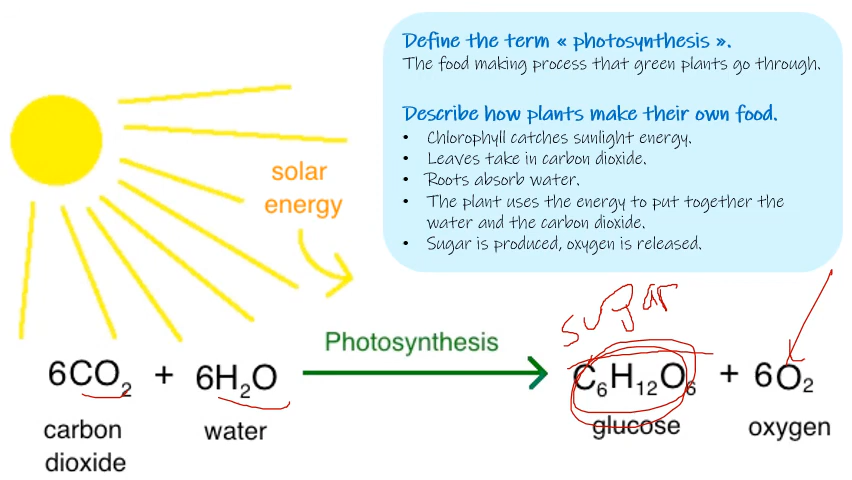 Define the term « photosynthesis ».
The food making process that green plants go through.
Describe how plants make their own food.
• Chlorophyll catches sunlight energy.
• Leaves take in carbon dioxide.
• Roots absorb water.
• The plant uses the energy to put together the
water and the carbon dioxide.
• Sugar is produced, oxygen is released.
solar
energy
sugar
Photosynthesis
6CO₂ + 6H₂O C₆H₁₂O₆ + 6O₂
carbon
dioxide
water
glucose
oxygen